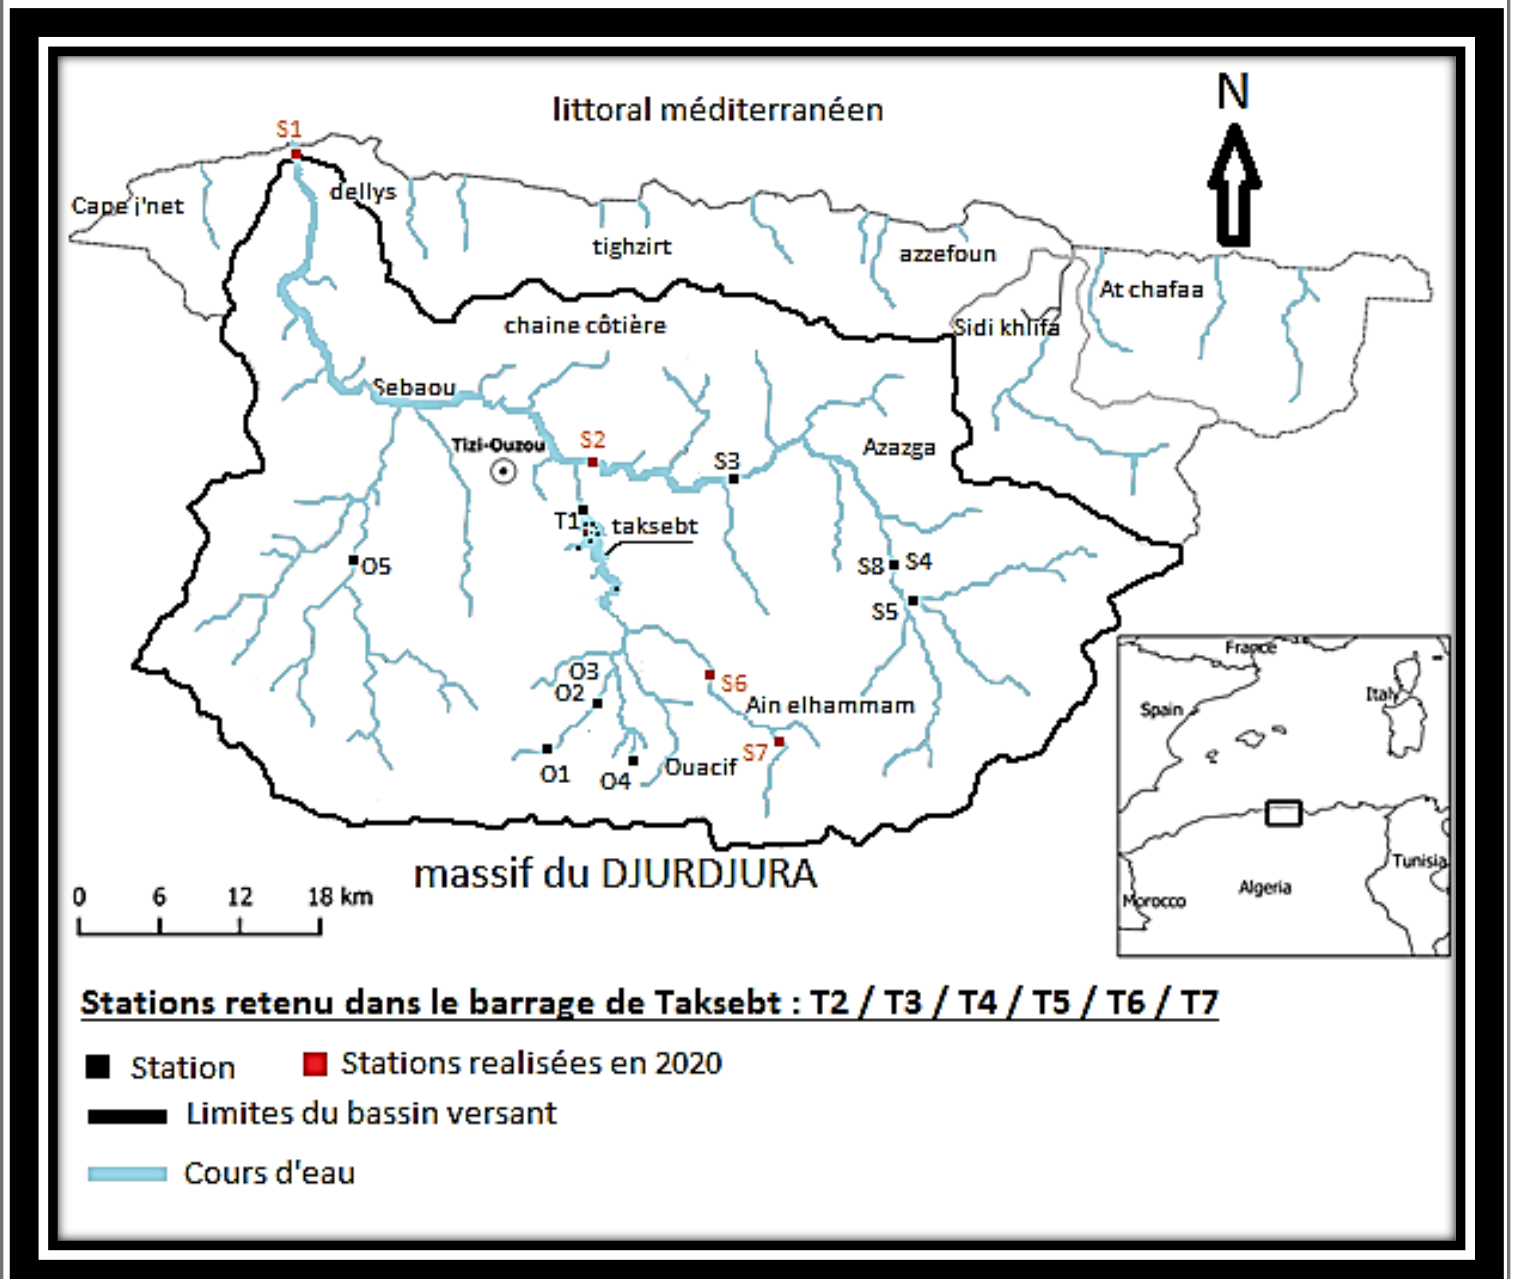 N
littoral méditerranéen
S1
Cape j'net
dellys
tighzirt
azzefoun
At chafaa
Sidi khlifa
chaine côtière
Sebaou
Tizi-Ouzou
S2
S3
Azazga
T1
taksebt
O5
S8
S4
S5
O3
O2
S6
Ain elhammam
S7
O1
O4
Ouacif
France
Spain
Italy
Algeria
Tunisia
Morocco
massif du DJURDJURA
0 6 12 18 km
Stations retenu dans le barrage de Taksebt : T2 / T3 / T4 / T5 / T6 / T7
Station
Stations realisées en 2020
Limites du bassin versant
Cours d'eau